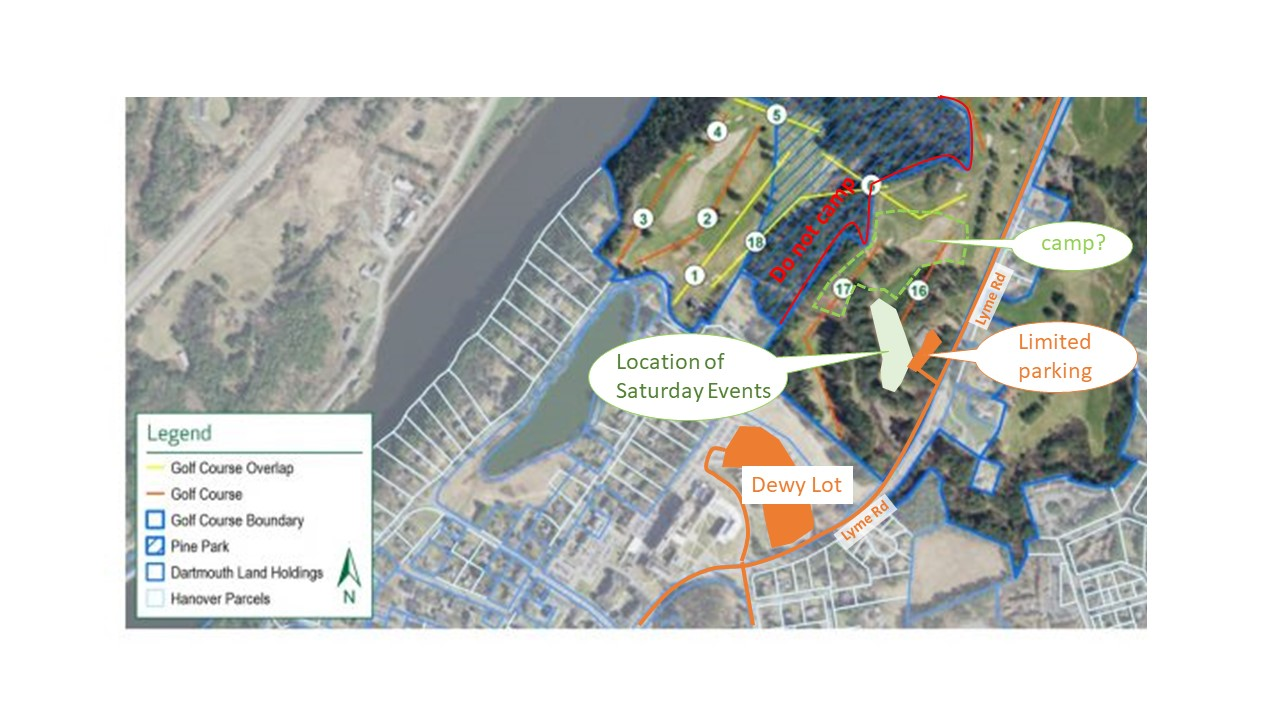 5
4
Do not camp
3
2
18
camp?
1
17
16
Lyme Rd
Location of
Saturday Events
Limited
parking
Legend
Golf Course Overlap
Golf Course
Golf Course Boundary
Pine Park
Dartmouth Land Holdings
Hanover Parcels
N
Dewy Lot
Lyme Rd